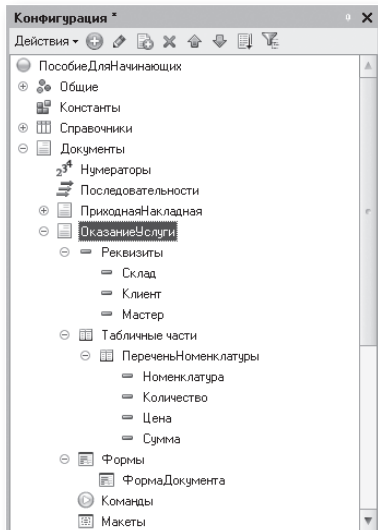 Конфигурация *
Действия
ПособиеДляНачинающих
Общие
Константы
Справочники
Документы
Нумераторы
Последовательности
ПриходнаяНакладная
ОказаниеУслуги
Реквизиты
Склад
Клиент
Мастер
Табличные части
ПереченьНоменклатуры
Номенклатура
Количество
Цена
Сумма
Формы
ФормаДокумента
Команды
Макеты